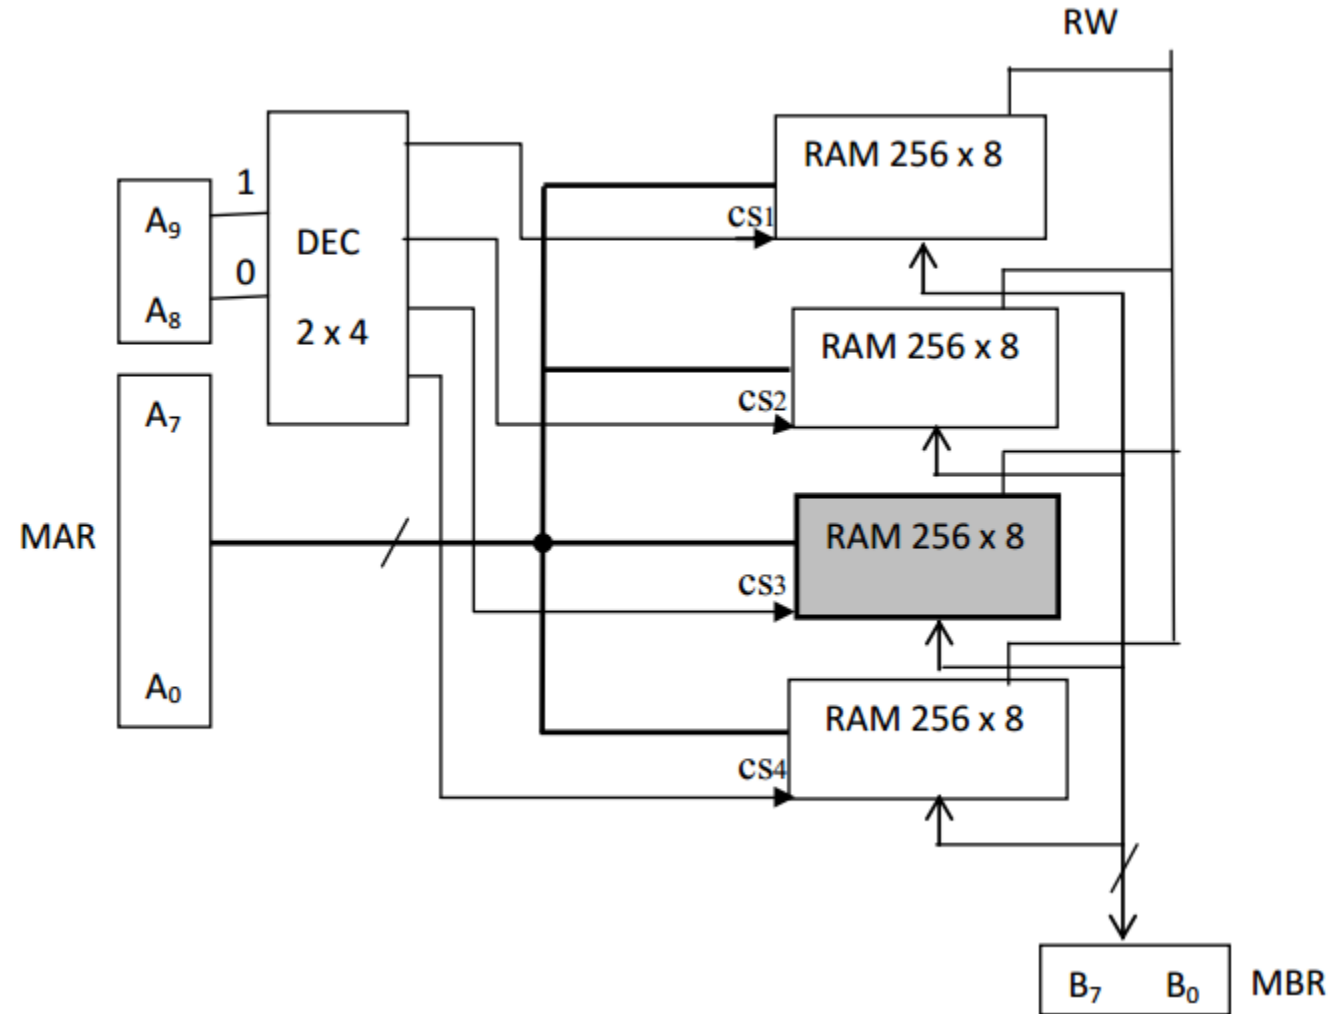 RW
RAM 256 x 8
1
A₉
CS1
DEC
0
A₈
2 x 4
RAM 256 x 8
CS2
A₇
MAR
RAM 256 x 8
CS3
A₀
RAM 256 x 8
CS4
B₇ B₀ MBR